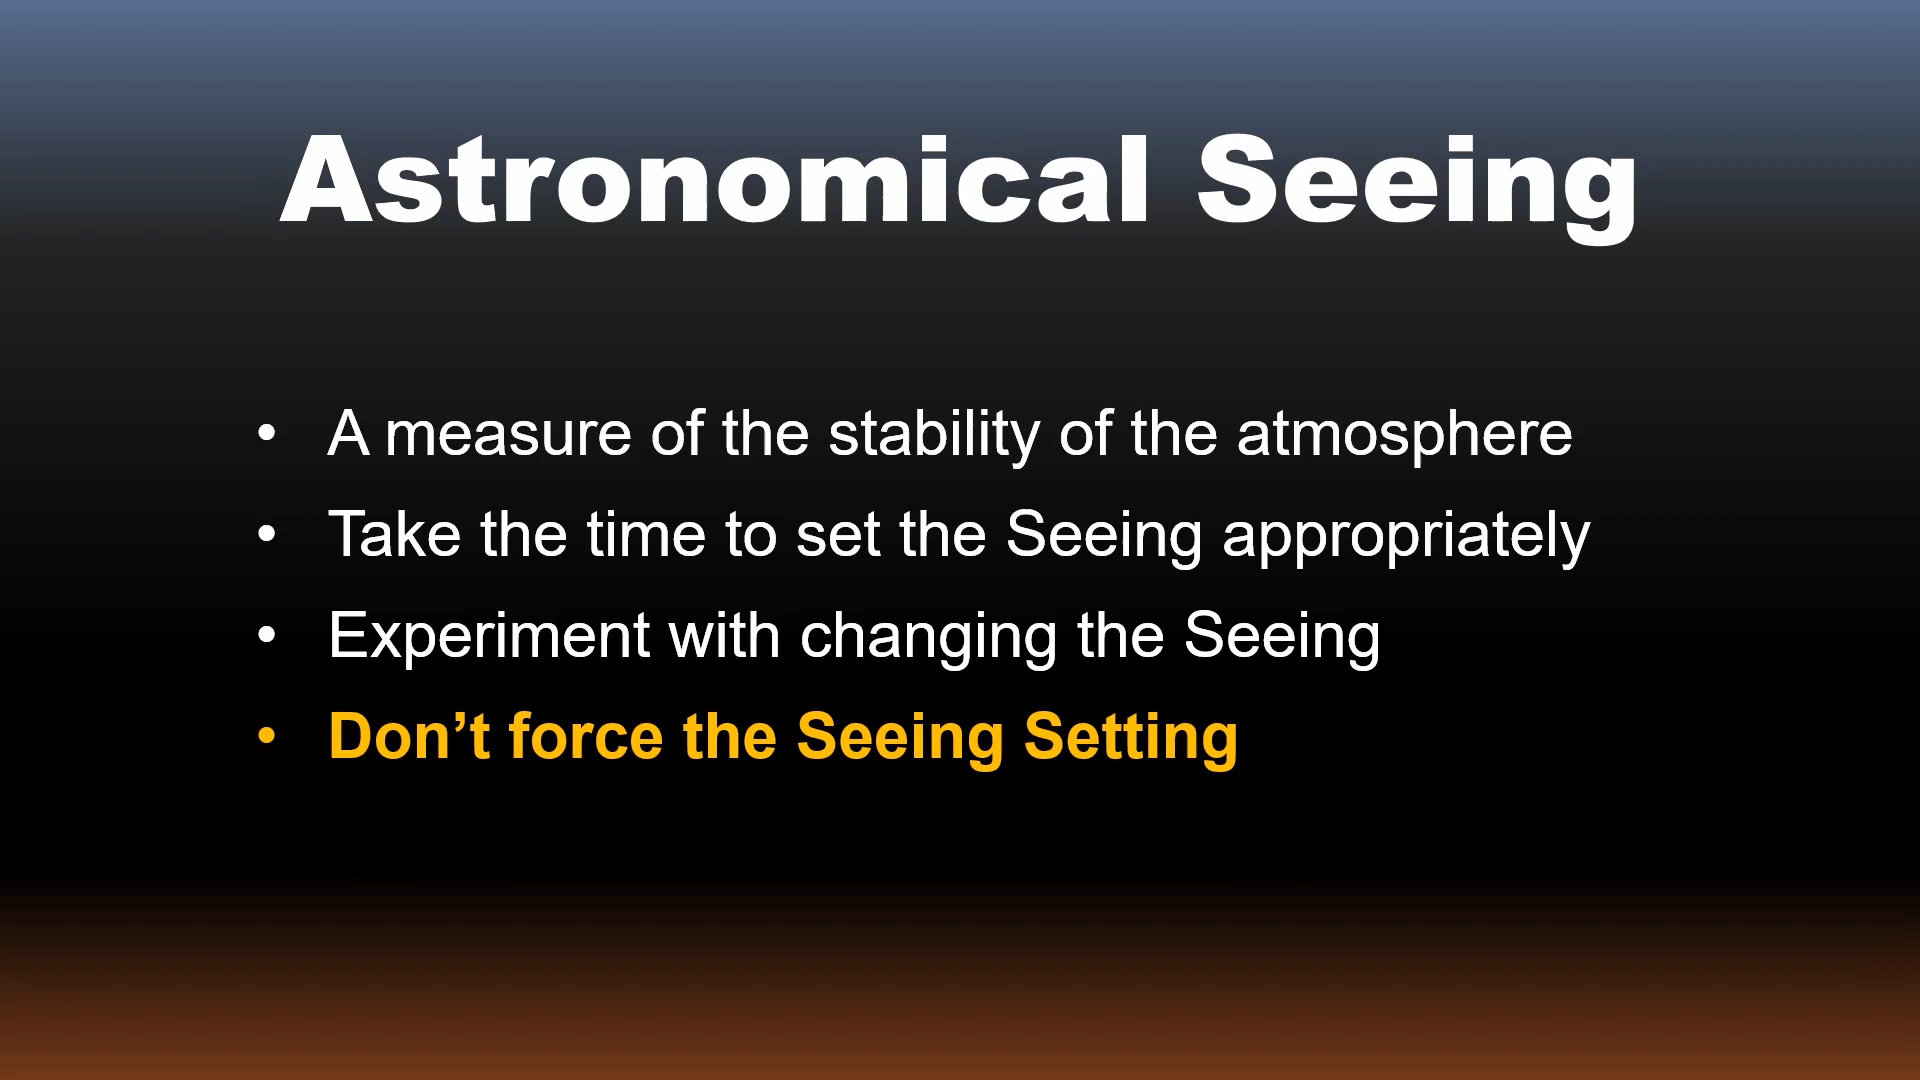 Astronomical Seeing
• A measure of the stability of the atmosphere
• Take the time to set the Seeing appropriately
• Experiment with changing the Seeing
• Don’t force the Seeing Setting